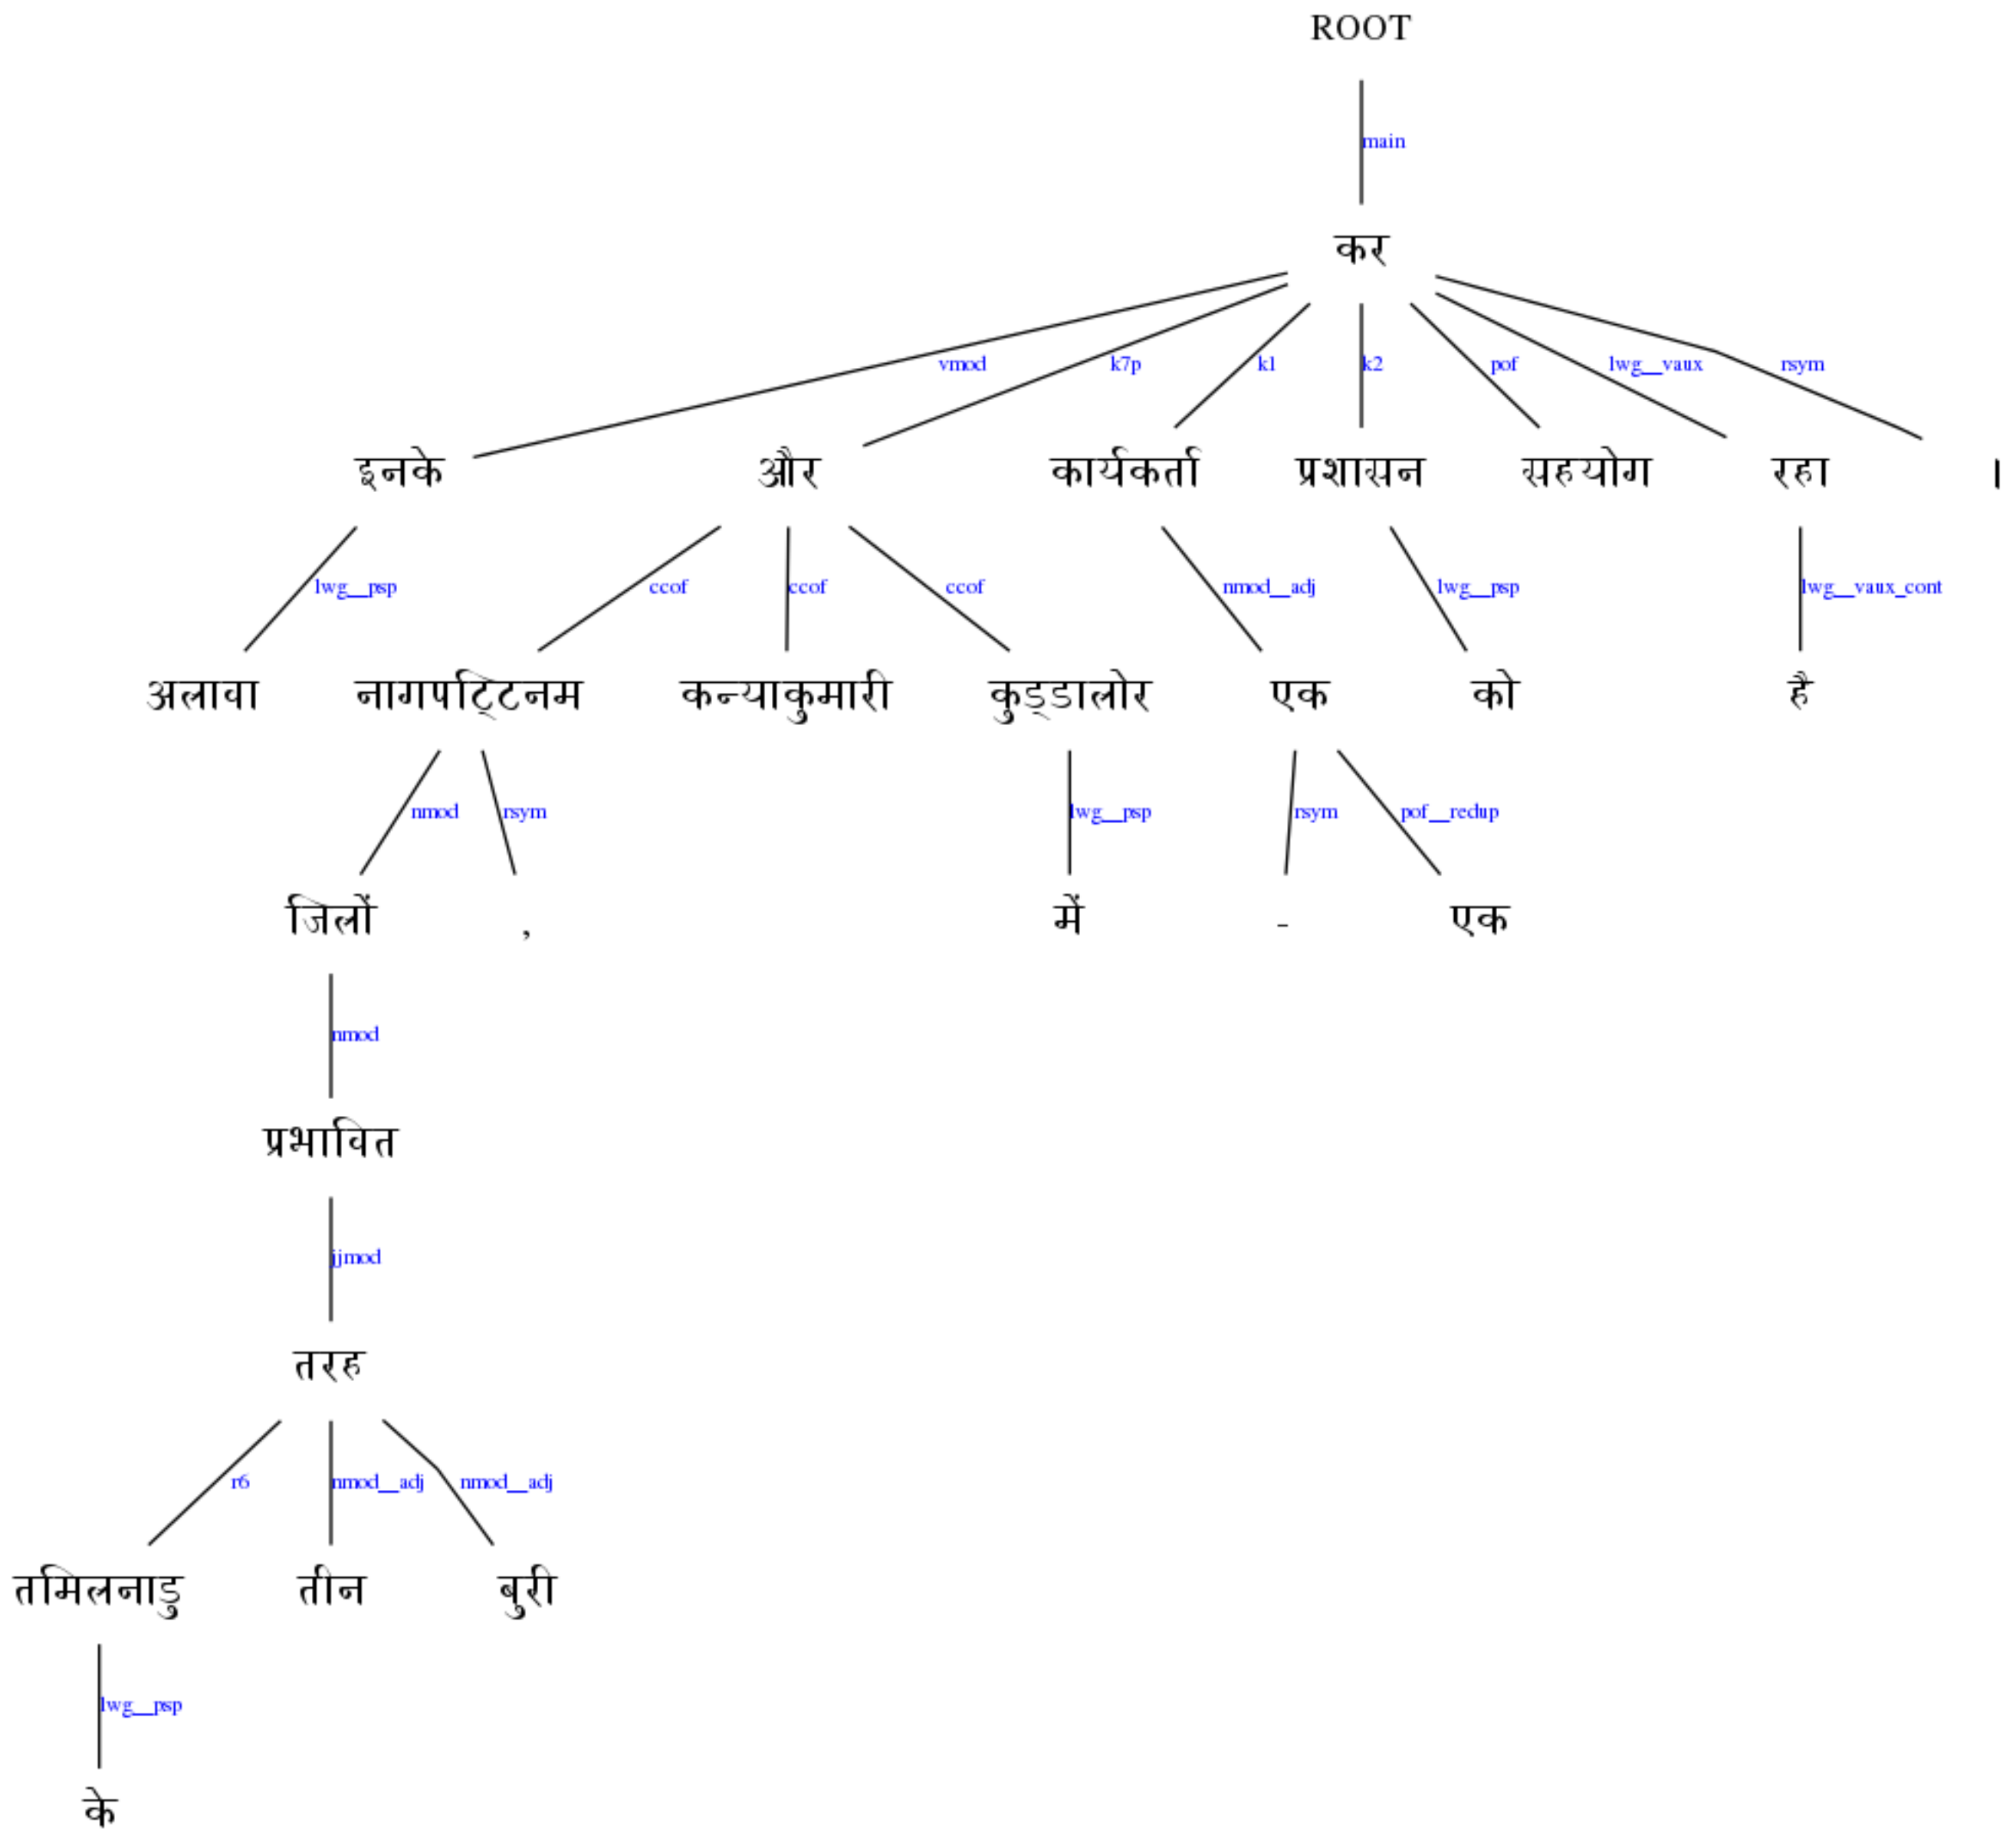 ROOT
main
कर
vmod k7p k1 k2 pof lwg__vaux rsym
इनके और कार्यकर्ता प्रशासन सहयोग रहा ।
lwg__psp ccof ccof ccof nmod__adj lwg__psp lwg__vaux_cont
अलावा नागपट्टिनम कन्याकुमारी कुड्डालोर एक को है
nmod rsym lwg__psp rsym pof__redup
जिलों , में - एक
nmod
प्रभावित
jjmod
तरह
r6 nmod__adj nmod__adj
तमिलनाडु तीन बुरी
lwg__psp
के